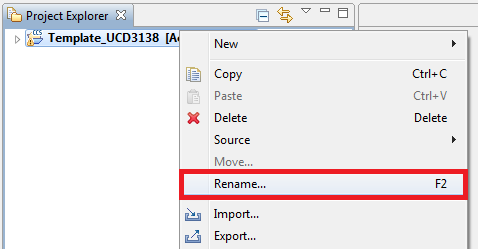 Project Explorer
Template_UCD3138 [A
New
Copy Ctrl+C
Paste Ctrl+V
Delete Delete
Source
Move...
Rename... F2
Import...
Export...